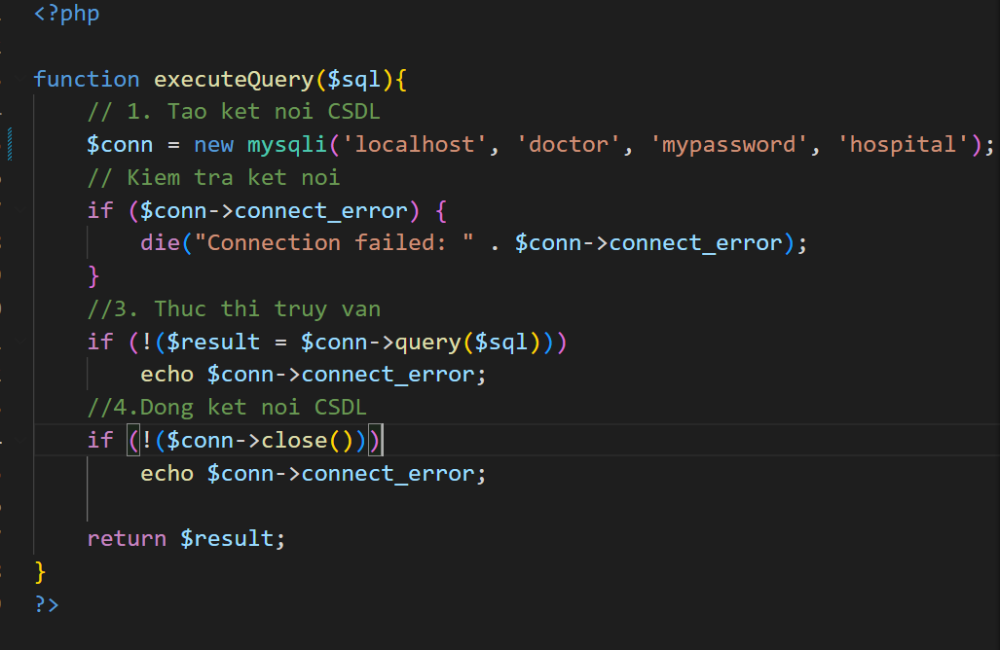 <?php
function executeQuery($sql){
// 1. Tao ket noi CSDL
$conn = new mysqli('localhost', 'doctor', 'mypassword', 'hospital');
// Kiem tra ket noi
if ($conn->connect_error) {
die("Connection failed: " . $conn->connect_error);
}
//3. Thuc thi truy van
if (!($result = $conn->query($sql)))
echo $conn->connect_error;
//4.Dong ket noi CSDL
if (!($conn->close()))
echo $conn->connect_error;
return $result;
}
?>